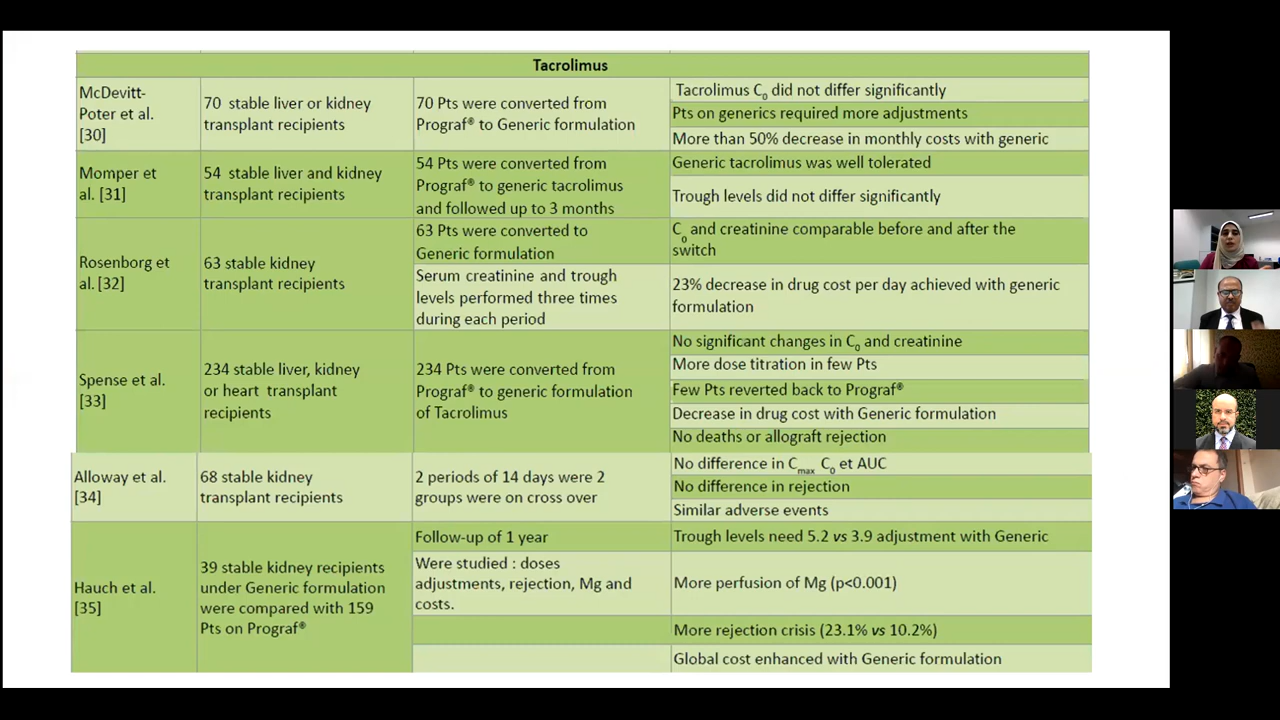 Tacrolimus
McDevitt-
Poter et al.
[30]
70 stable liver or kidney
transplant recipients
70 Pts were converted from
Prograf® to Generic formulation
Tacrolimus C0 did not differ significantly
Pts on generics required more adjustments
More than 50% decrease in monthly costs with generic
Momper et
al. [31]
54 stable liver and kidney
transplant recipients
54 Pts were converted from
Prograf® to generic tacrolimus
and followed up to 3 months
Generic tacrolimus was well tolerated
Trough levels did not differ significantly
Rosenborg et
al. [32]
63 stable kidney
transplant recipients
63 Pts were converted to
Generic formulation
Serum creatinine and trough
levels performed three times
during each period
C0 and creatinine comparable before and after the
switch
23% decrease in drug cost per day achieved with generic
formulation
Spense et al.
[33]
234 stable liver, kidney
or heart transplant
recipients
234 Pts were converted from
Prograf® to generic formulation
of Tacrolimus
No significant changes in C0 and creatinine
More dose titration in few Pts
Few Pts reverted back to Prograf®
Decrease in drug cost with Generic formulation
No deaths or allograft rejection
Alloway et al.
[34]
68 stable kidney
transplant recipients
2 periods of 14 days were 2
groups were on cross over
No difference in Cmax C0 et AUC
No difference in rejection
Similar adverse events
Hauch et al.
[35]
39 stable kidney recipients
under Generic formulation
were compared with 159
Pts on Prograf®
Follow-up of 1 year
Were studied : doses
adjustments, rejection, Mg and
costs.
Trough levels need 5.2 vs 3.9 adjustment with Generic
More perfusion of Mg (p<0.001)
More rejection crisis (23.1% vs 10.2%)
Global cost enhanced with Generic formulation